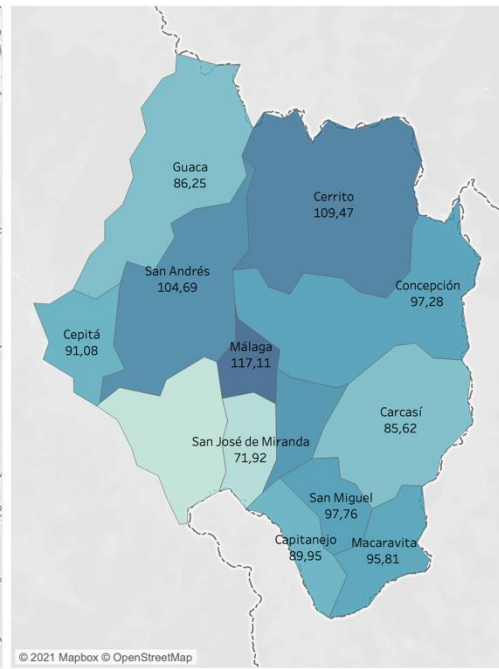 Guaca
86,25
Cerrito
109,47
San Andrés
104,69
Concepción
97,28
Cepitá
91,08
Málaga
117,11
Carcasí
85,62
San José de Miranda
71,92
San Miguel
97,76
Capitanejo
89,95
Macaravita
95,81
© 2021 Mapbox © OpenStreetMap